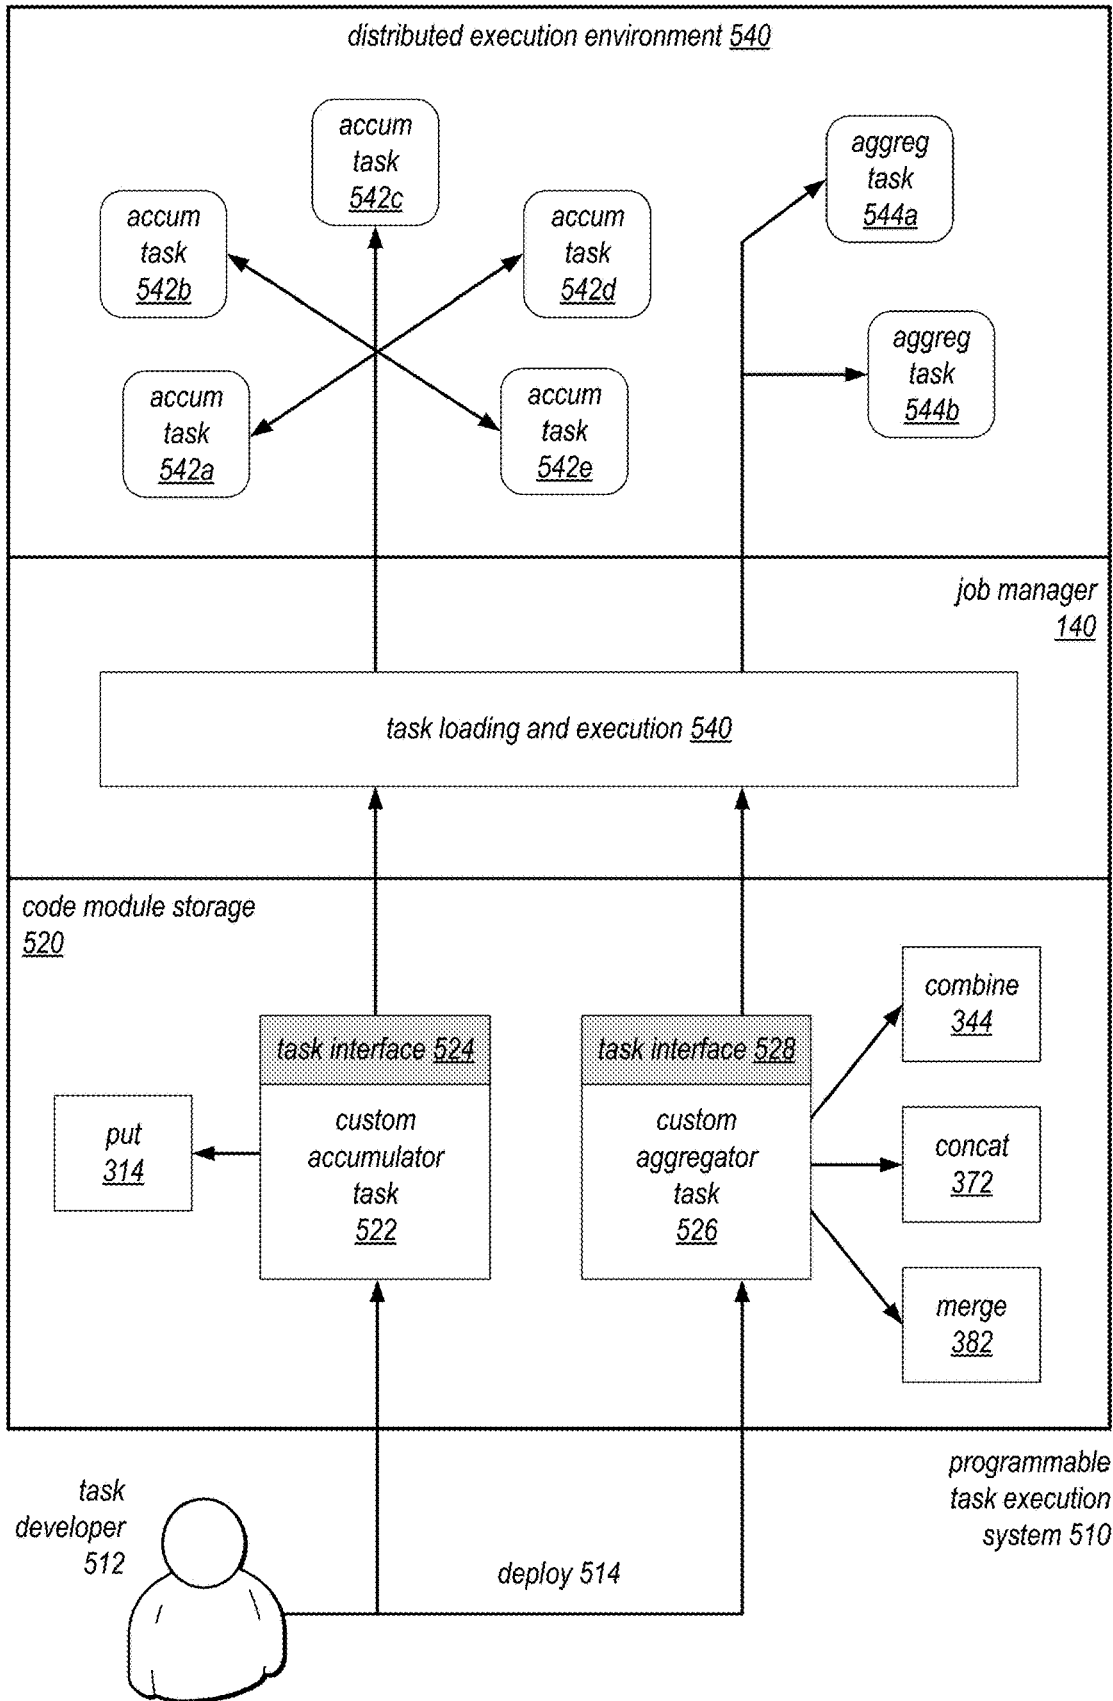 distributed execution environment 540
accum
task
542c
aggreg
task
544a
accum
task
542b
accum
task
542d
aggreg
task
544b
accum
task
542a
accum
task
542e
job manager
140
task loading and execution 540
code module storage
520
combine
344
task interface 524
task interface 528
put
314
custom
accumulator
task
522
custom
aggregator
task
526
concat
372
merge
382
programmable
task execution
system 510
task
developer
512
deploy 514